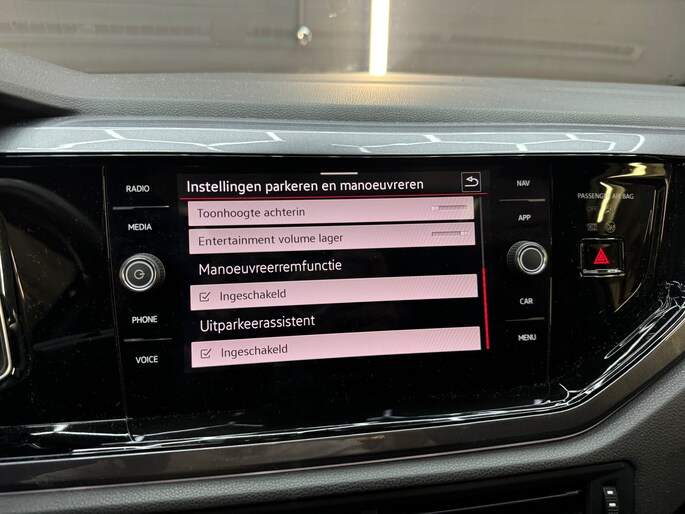 Instellingen parkeren en manoeuvreren
Toonhoogte achterin
Entertainment volume lager
Manoeuvreerremfunctie
Ingeschakeld
Uitparkeerassistent
Ingeschakeld
RADIO
MEDIA
PHONE
VOICE
NAV
APP
CAR
MENU
PASSENGER AIR BAG